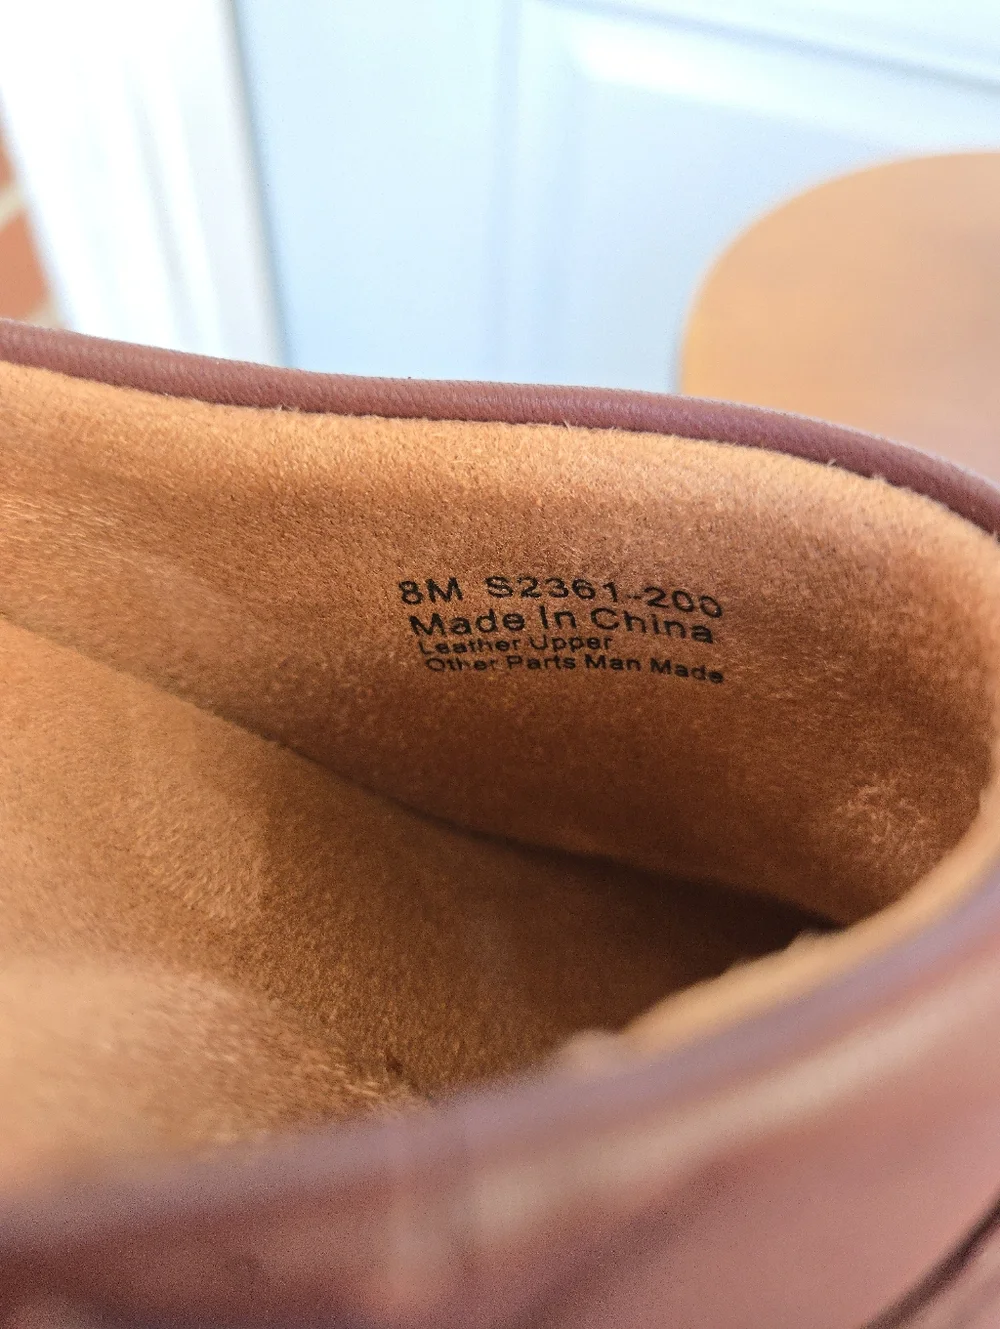 8M S2361-200
Made In China
Leather Upper
Other Parts Man Made